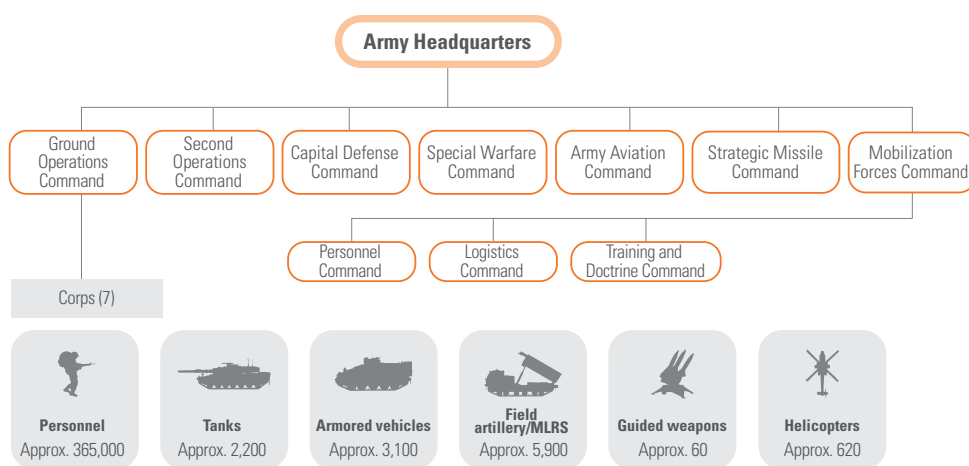 Army Headquarters
Ground
Operations
Command
Second
Operations
Command
Capital Defense
Command
Special Warfare
Command
Army Aviation
Command
Strategic Missile
Command
Mobilization
Forces Command
Personnel
Command
Logistics
Command
Training and
Doctrine Command
Corps (7)
Personnel
Approx. 365,000
Tanks
Approx. 2,200
Armored vehicles
Approx. 3,100
Field
artillery/MLRS
Approx. 5,900
Guided weapons
Approx. 60
Helicopters
Approx. 620